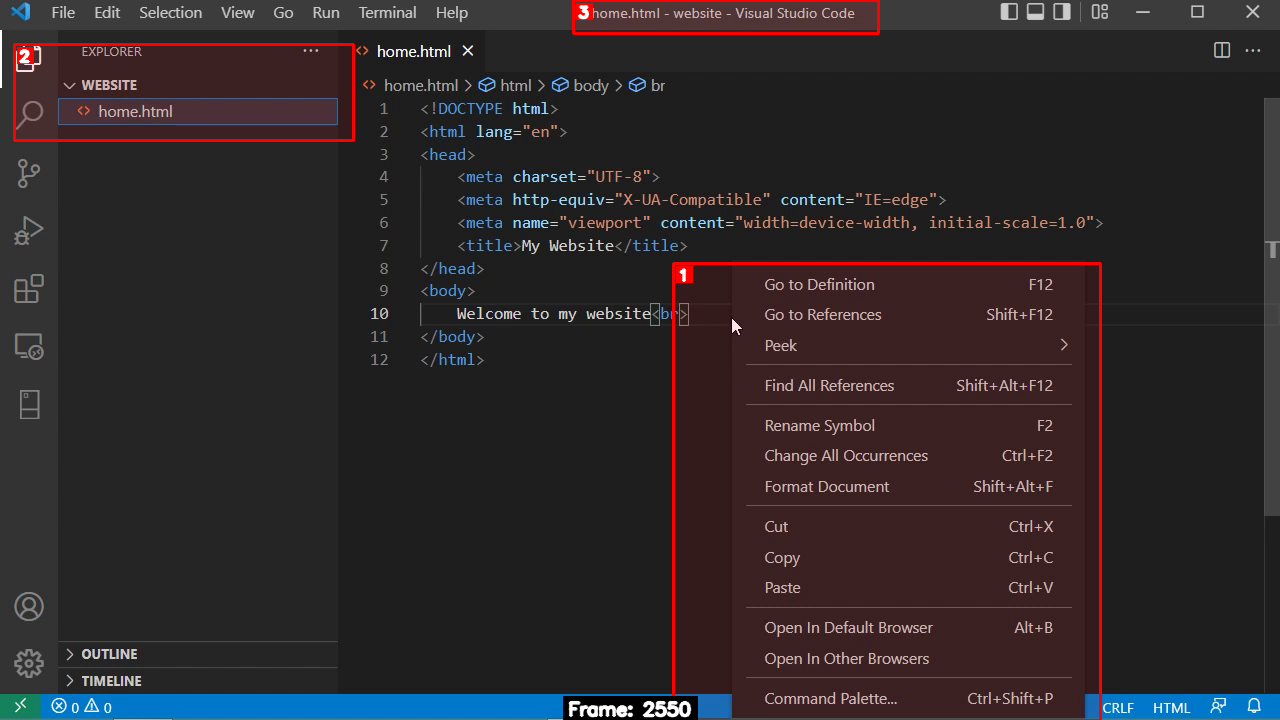 File Edit Selection View Go Run Terminal Help
3 home.html - website - Visual Studio Code
2
EXPLORER
WEBSITE
home.html
OUTLINE
TIMELINE
home.html
home.html > html > body > br
1 <!DOCTYPE html>
2 <html lang="en">
3 <head>
4 <meta charset="UTF-8">
5 <meta http-equiv="X-UA-Compatible" content="IE=edge">
6 <meta name="viewport" content="width=device-width, initial-scale=1.0">
7 <title>My Website</title>
8 </head>
9 <body>
10 Welcome to my website<br>
11 </body>
12 </html>
1
Go to Definition F12
Go to References Shift+F12
Peek
Find All References Shift+Alt+F12
Rename Symbol F2
Change All Occurrences Ctrl+F2
Format Document Shift+Alt+F
Cut Ctrl+X
Copy Ctrl+C
Paste Ctrl+V
Open In Default Browser Alt+B
Open In Other Browsers
Command Palette... Ctrl+Shift+P
0 0
Frame: 2550
CRLF HTML